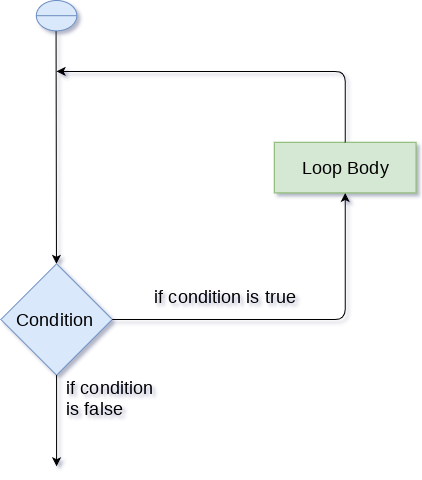 Loop Body
if condition is true
Condition
if condition
is false